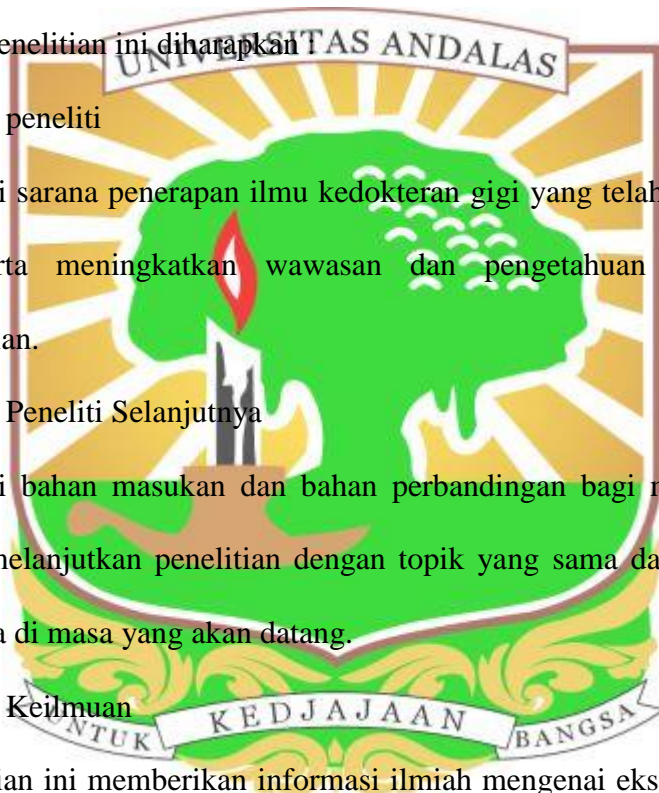 enelitian ini diharapkan :
UNIVERSITAS ANDALAS
peneliti
i sarana penerapan ilmu kedokteran gigi yang telah
rta meningkatkan wawasan dan pengetahuan
an.
Peneliti Selanjutnya
i bahan masukan dan bahan perbandingan bagi
melanjutkan penelitian dengan topik yang sama da
a di masa yang akan datang.
Keilmuan
UNTUK KEDJAJAAN BANGSA
ian ini memberikan informasi ilmiah mengenai eks